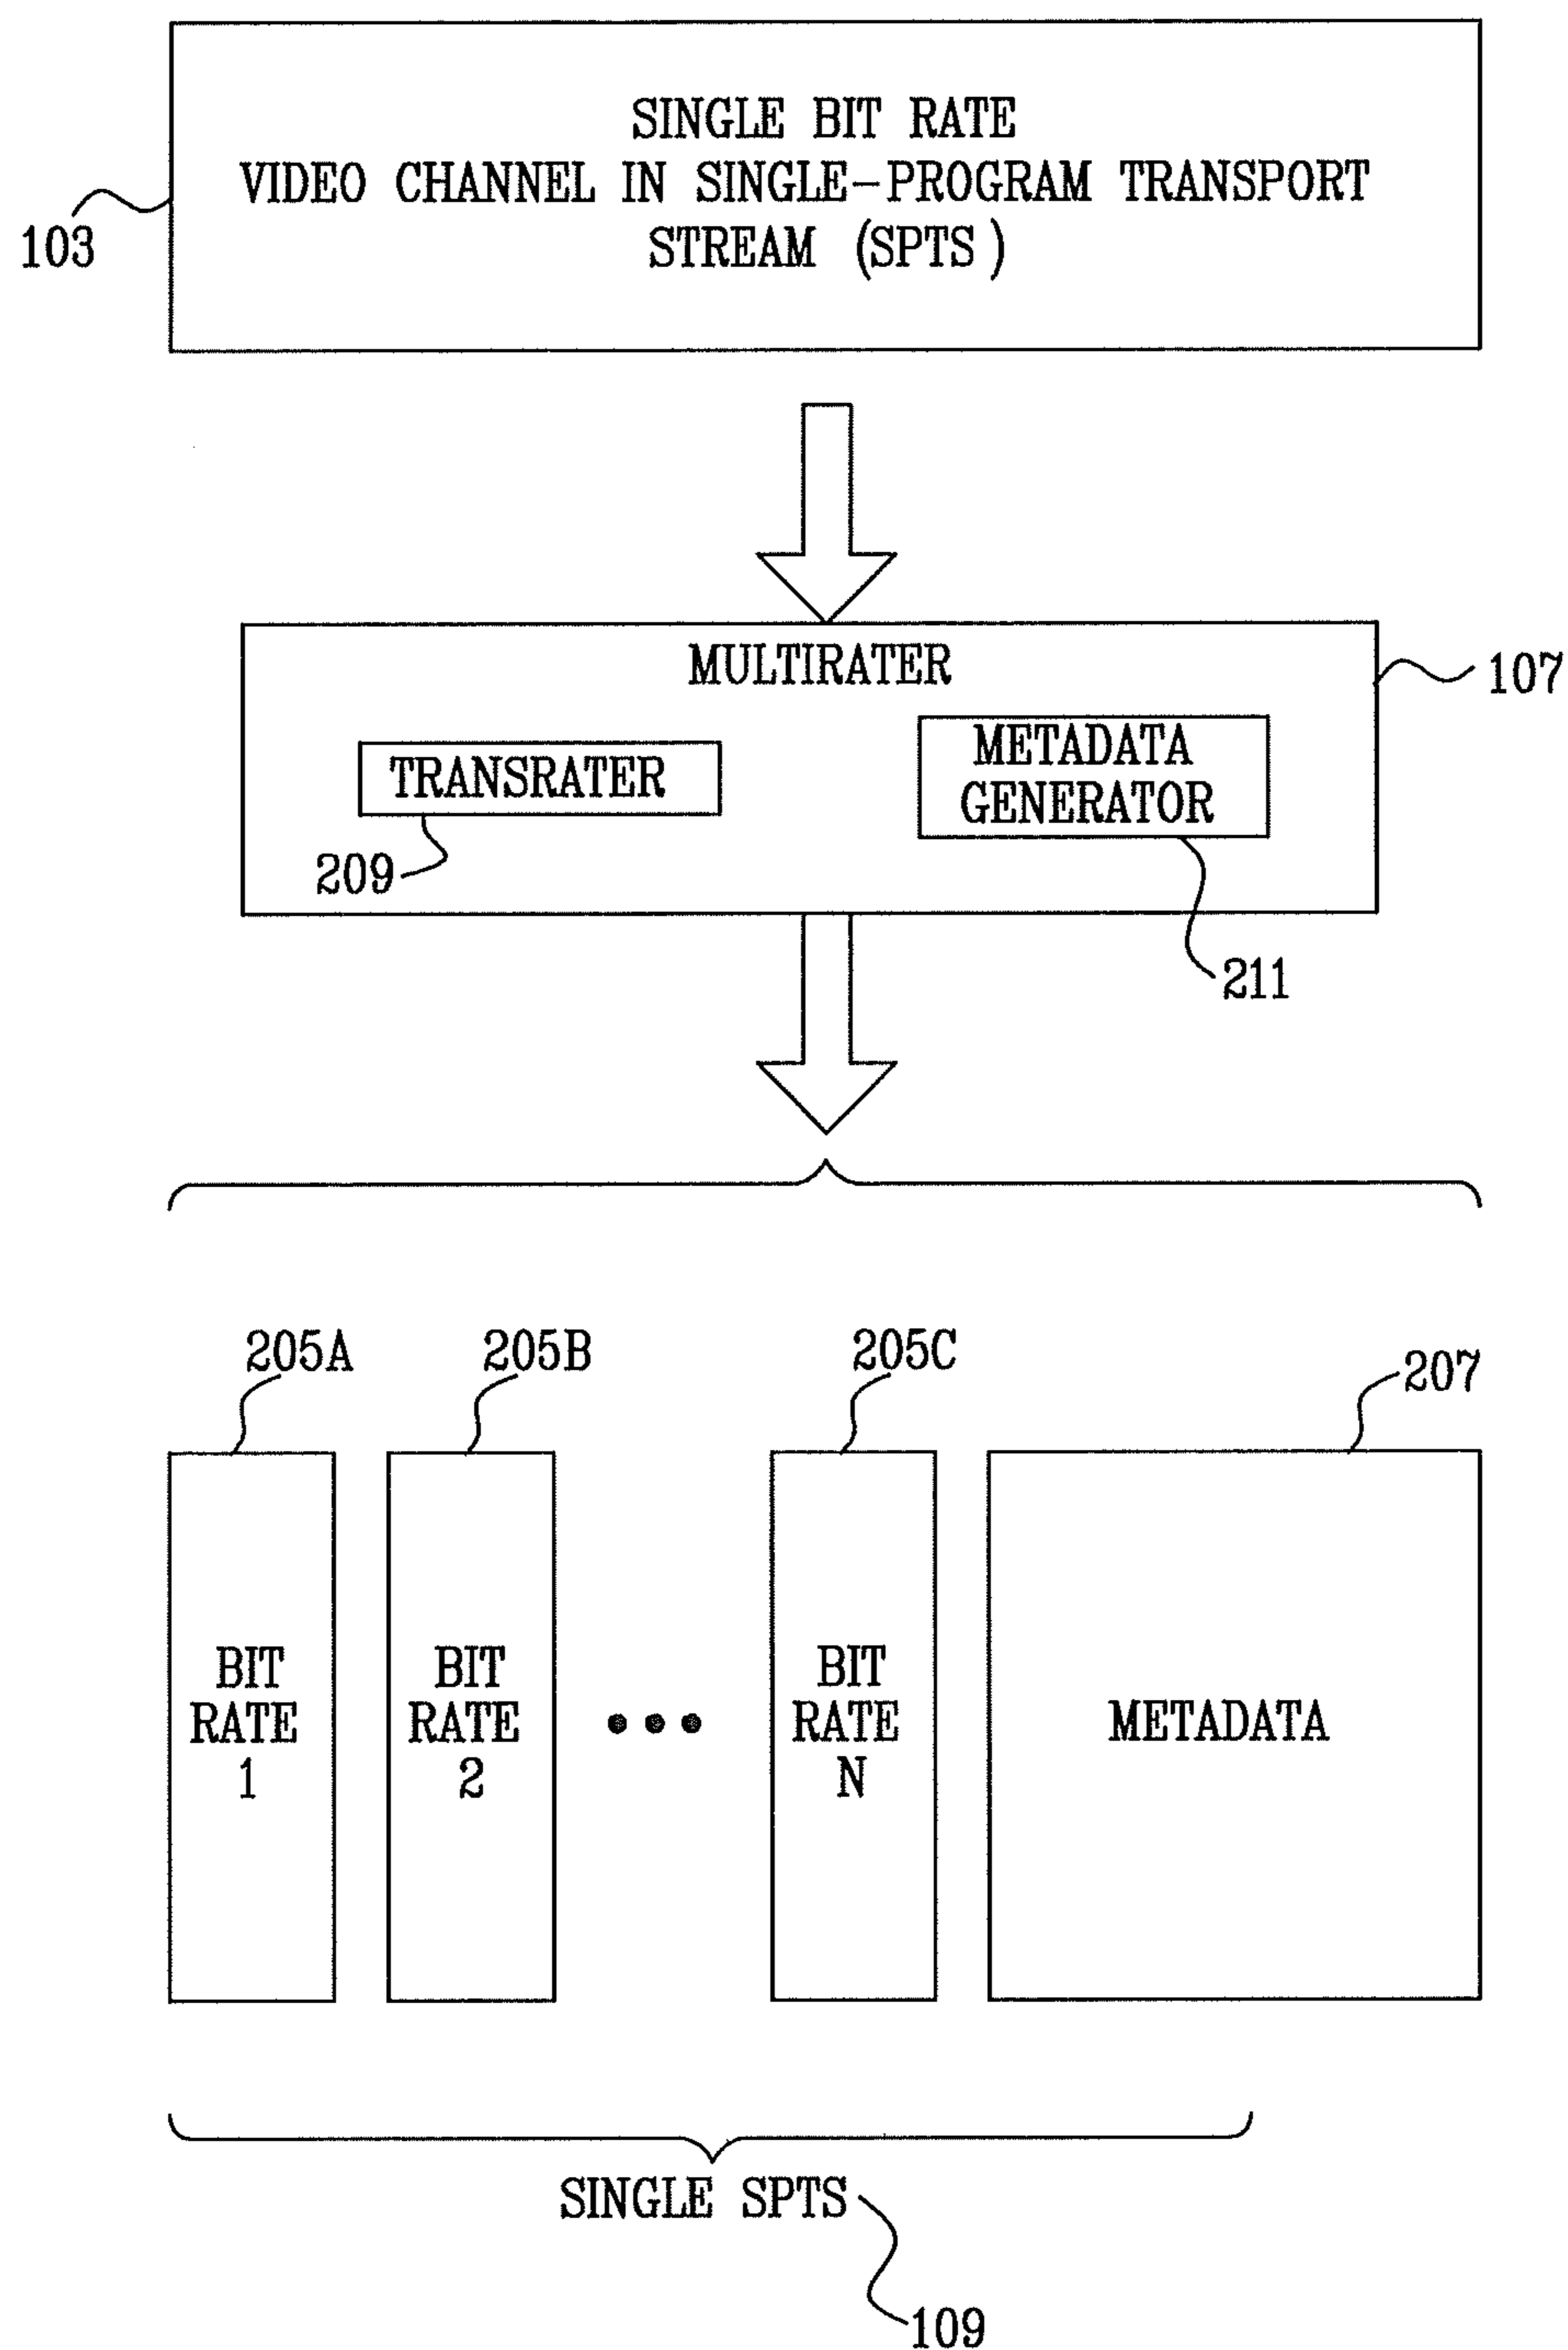 SINGLE BIT RATE
VIDEO CHANNEL IN SINGLE-PROGRAM TRANSPORT
STREAM (SPTS)
103
MULTIRATER
107
TRANSRATER
METADATA
GENERATOR
209
211
205A
205B
205C
207
BIT
RATE
1
BIT
RATE
2
BIT
RATE
N
METADATA
SINGLE SPTS
109